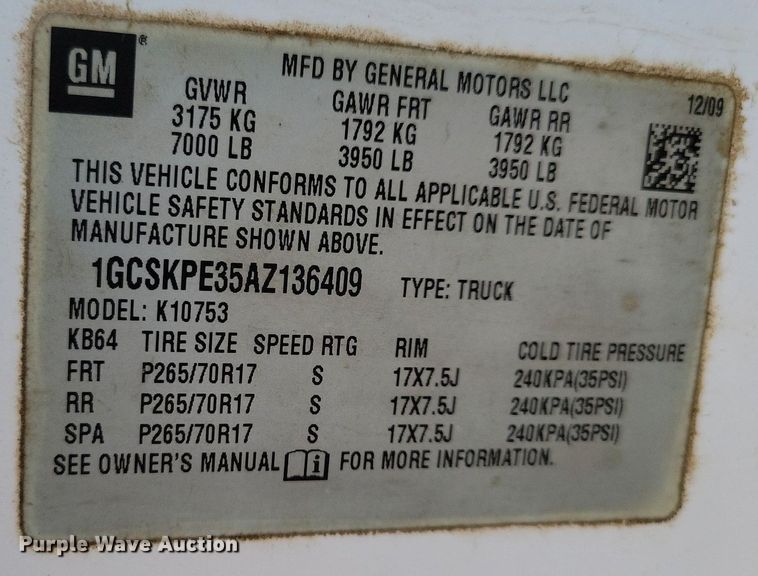 GM ®
MFD BY GENERAL MOTORS LLC
12/09
GVWR GAWR FRT GAWR RR
3175 KG 1792 KG 1792 KG
7000 LB 3950 LB 3950 LB
THIS VEHICLE CONFORMS TO ALL APPLICABLE U.S. FEDERAL MOTOR
VEHICLE SAFETY STANDARDS IN EFFECT ON THE DATE OF
MANUFACTURE SHOWN ABOVE.
1GCSKPE35AZ136409 TYPE: TRUCK
MODEL: K10753
KB64 TIRE SIZE SPEED RTG RIM COLD TIRE PRESSURE
FRT P265/70R17 S 17X7.5J 240KPA(35PSI)
RR P265/70R17 S 17X7.5J 240KPA(35PSI)
SPA P265/70R17 S 17X7.5J 240KPA(35PSI)
SEE OWNER'S MANUAL i FOR MORE INFORMATION.
Purple Wave Auction